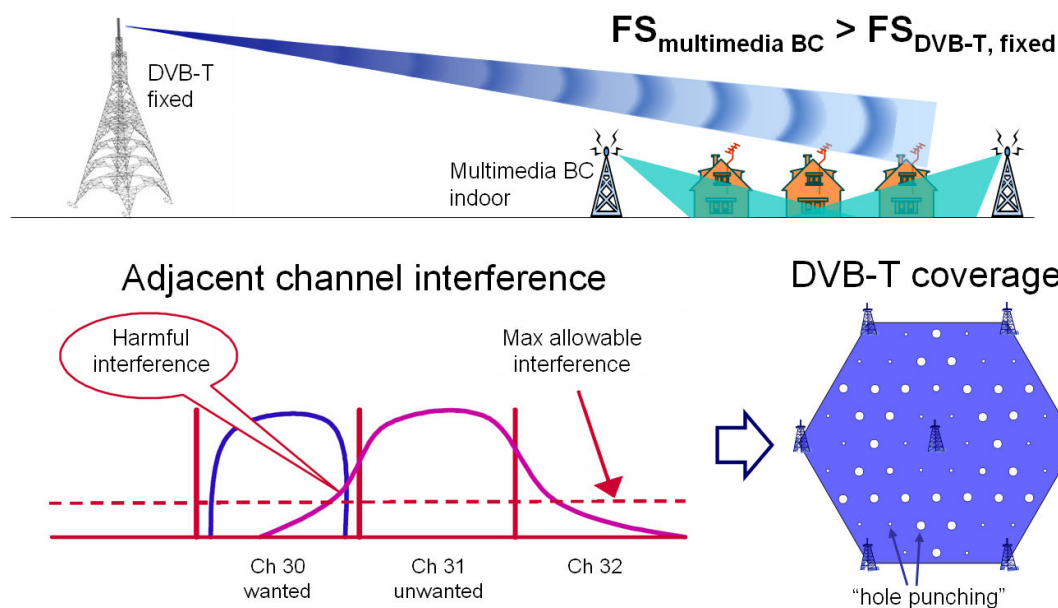 FSmultimedia BC > FSDVB-T, fixed
DVB-T
fixed
Multimedia BC
indoor
Adjacent channel interference
DVB-T coverage
Harmful
interference
Max allowable
interference
Ch 30
wanted
Ch 31
unwanted
Ch 32
“hole punching”